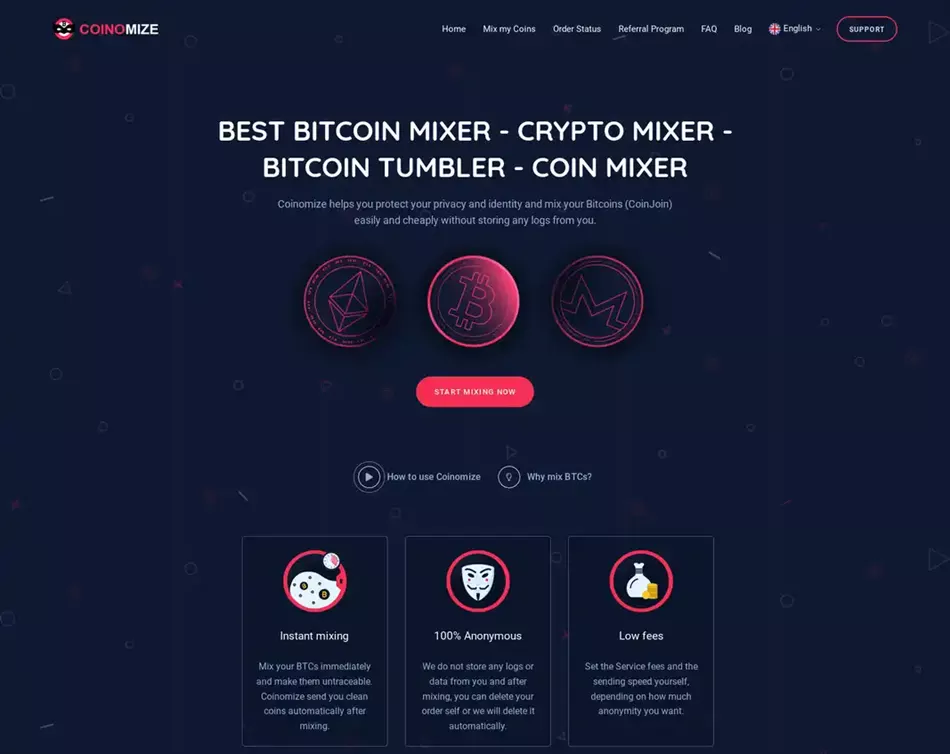 COINOMIZE
Home Mix my Coins Order Status Referral Program FAQ Blog English SUPPORT
BEST BITCOIN MIXER - CRYPTO MIXER -
BITCOIN TUMBLER - COIN MIXER
Coinomize helps you protect your privacy and identity and mix your Bitcoins (CoinJoin)
easily and cheaply without storing any logs from you.
START MIXING NOW
How to use Coinomize Why mix BTCs?
Instant mixing
Mix your BTCs immediately
and make them untraceable.
Coinomize send you clean
coins automatically after
mixing.
100% Anonymous
We do not store any logs or
data from you and after
mixing, you can delete your
order self or we will delete it
automatically.
Low fees
Set the Service fees and the
sending speed yourself,
depending on how much
anonymity you want.